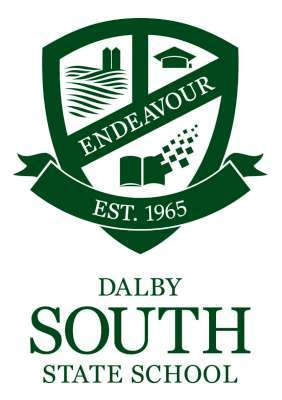 ENDEAVOUR
EST. 1965
DALBY
SOUTH
STATE SCHOOL